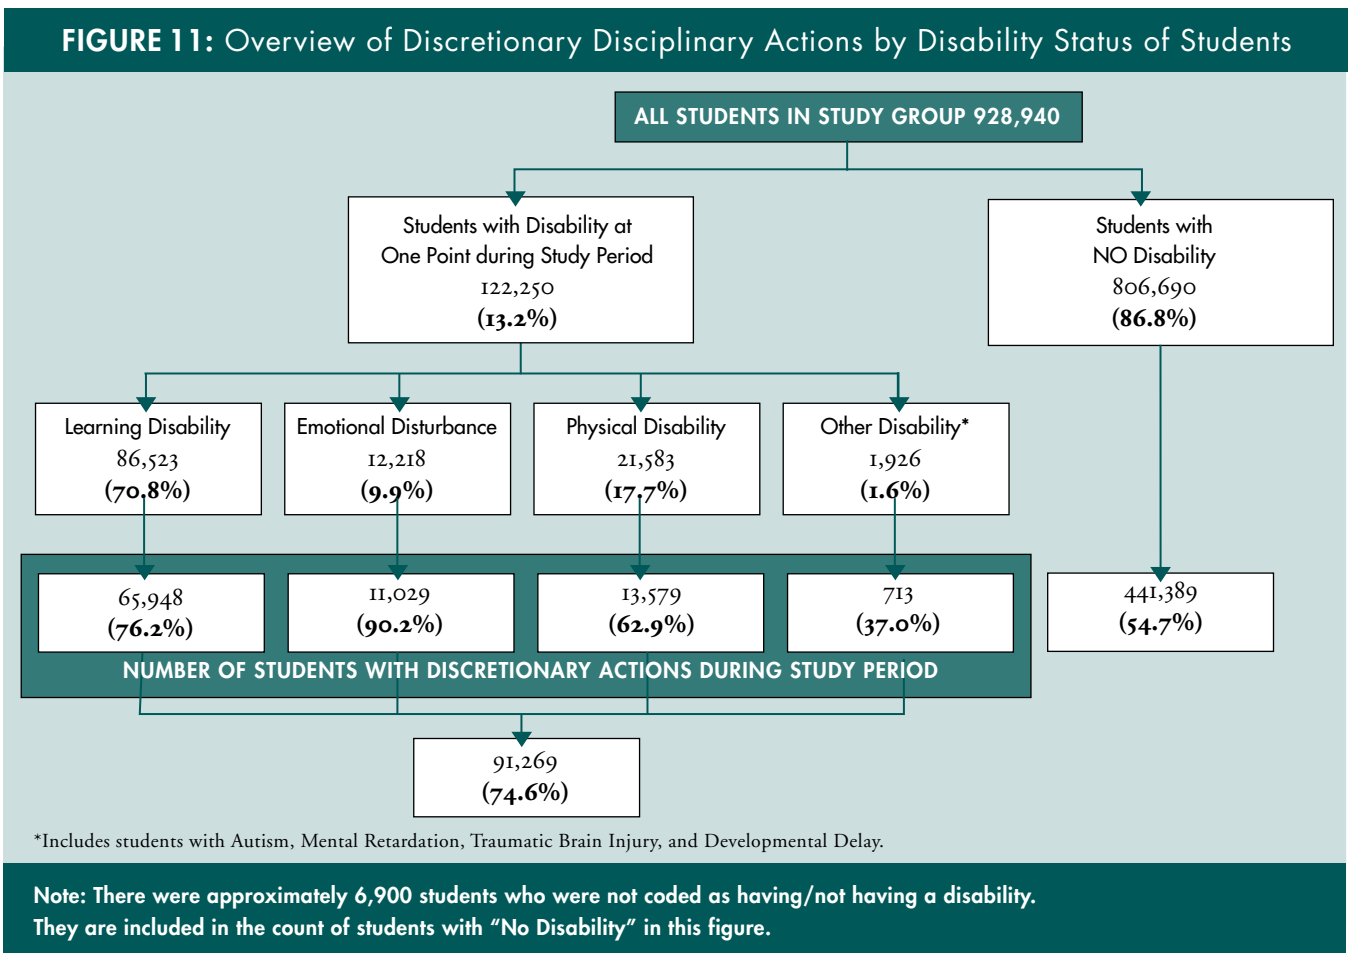 FIGURE 11: Overview of Discretionary Disciplinary Actions by Disability Status of Students
ALL STUDENTS IN STUDY GROUP 928,940
Students with Disability at
One Point during Study Period
122,250
(13.2%)
Students with
NO Disability
806,690
(86.8%)
Learning Disability
86,523
(70.8%)
Emotional Disturbance
12,218
(9.9%)
Physical Disability
21,583
(17.7%)
Other Disability*
1,926
(1.6%)
65,948
(76.2%)
11,029
(90.2%)
13,579
(62.9%)
713
(37.0%)
441,389
(54.7%)
NUMBER OF STUDENTS WITH DISCRETIONARY ACTIONS DURING STUDY PERIOD
91,269
(74.6%)
*Includes students with Autism, Mental Retardation, Traumatic Brain Injury, and Developmental Delay.
Note: There were approximately 6,900 students who were not coded as having/not having a disability.
They are included in the count of students with “No Disability” in this figure.